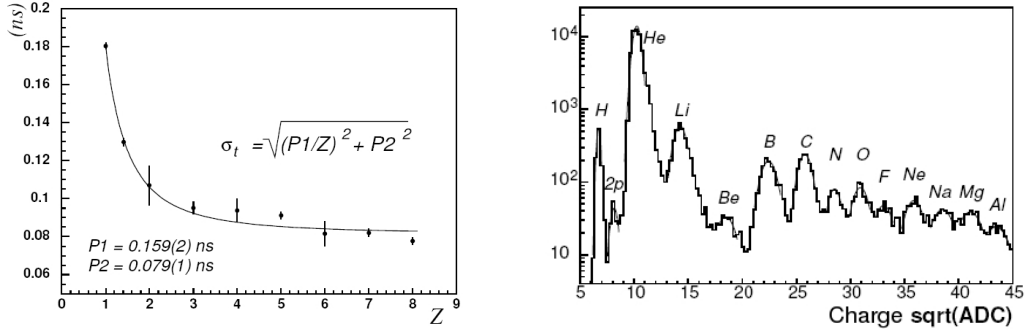 (ns)
0.2
0.18
0.16
0.14
0.12
0.1
0.08
0.06
σt = √(P1/Z)² + P2²
P1 = 0.159(2) ns
P2 = 0.079(1) ns
0 1 2 3 4 5 6 7 8 9
Z
10⁴
10³
10²
10
H
2p
He
Li
Be
B
C
N
O
F
Ne
Na
Mg
Al
5 10 15 20 25 30 35 40 45
Charge sqrt(ADC)